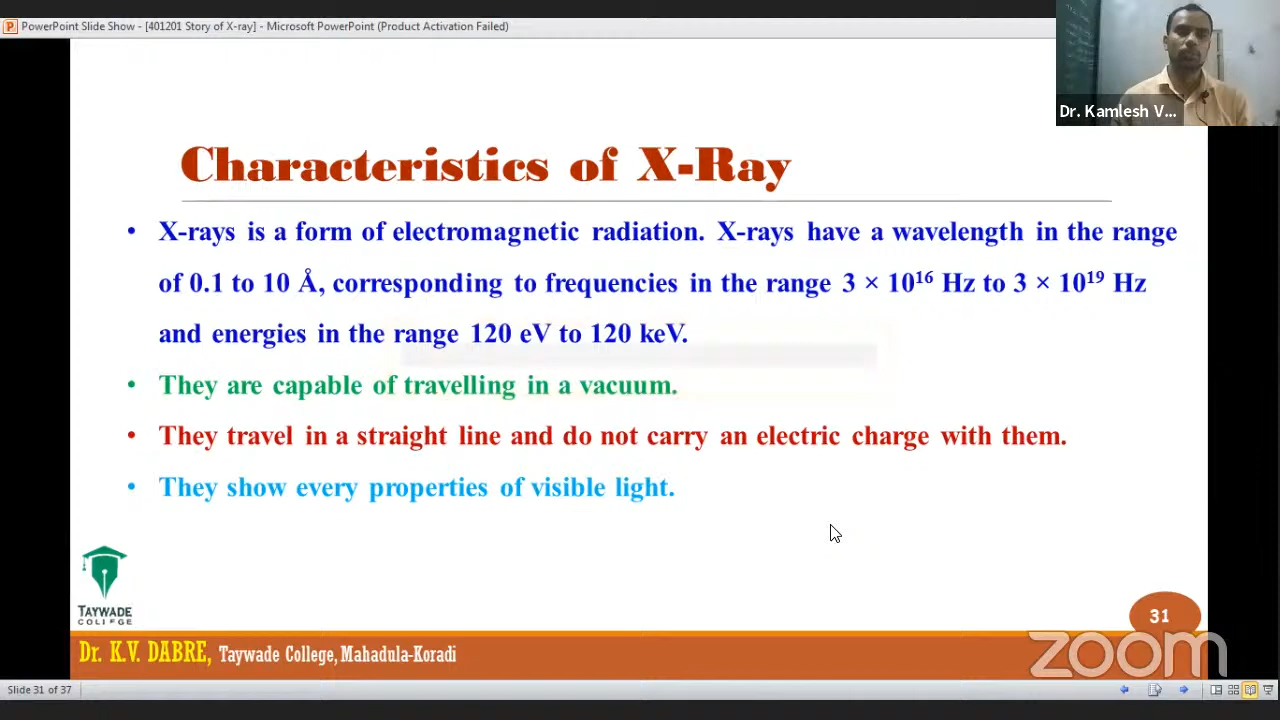 PowerPoint Slide Show - [401201 Story of X-ray] - Microsoft PowerPoint (Product Activation Failed)
Dr. Kamlesh V...
Characteristics of X-Ray
• X-rays is a form of electromagnetic radiation. X-rays have a wavelength in the range
of 0.1 to 10 Å, corresponding to frequencies in the range 3 × 10¹⁶ Hz to 3 × 10¹⁹ Hz
and energies in the range 120 eV to 120 keV.
• They are capable of travelling in a vacuum.
• They travel in a straight line and do not carry an electric charge with them.
• They show every properties of visible light.
TAYWADE
COLLEGE
31
Dr. K.V. DABRE, Taywade College, Mahadula-Koradi
zoom
Slide 31 of 37